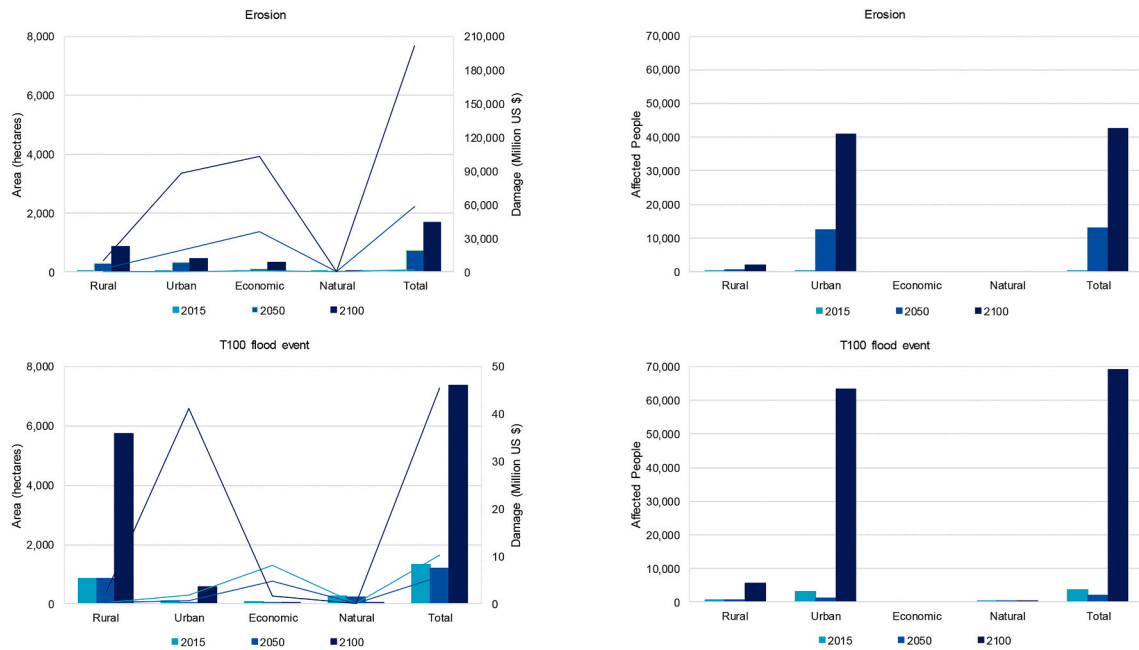 Erosion
8,000
6,000
4,000
2,000
0
Area (hectares)
210,000
180,000
150,000
120,000
90,000
60,000
30,000
0
Damage (Million US $)
Rural Urban Economic Natural Total
2015 2050 2100
Erosion
70,000
60,000
50,000
40,000
30,000
20,000
10,000
0
Affected People
Rural Urban Economic Natural Total
2015 2050 2100
T100 flood event
8,000
6,000
4,000
2,000
0
Area (hectares)
50
40
30
20
10
0
Damage (Million US $)
Rural Urban Economic Natural Total
2015 2050 2100
T100 flood event
70,000
60,000
50,000
40,000
30,000
20,000
10,000
0
Affected People
Rural Urban Economic Natural Total
2015 2050 2100